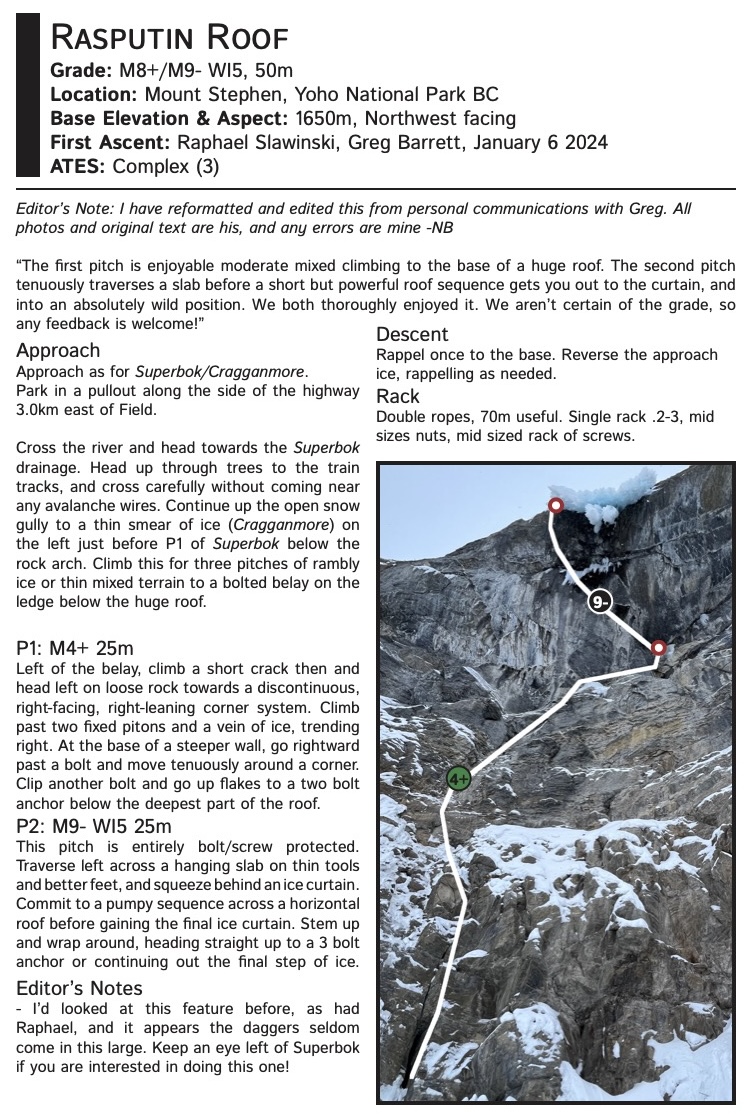 Rasputin Roof
Grade: M8+/M9- WI5, 50m
Location: Mount Stephen, Yoho National Park BC
Base Elevation & Aspect: 1650m, Northwest facing
First Ascent: Raphael Slawinski, Greg Barrett, January 6 2024
ATES: Complex (3)
Editor's Note: I have reformatted and edited this from personal communications with Greg. All
photos and original text are his, and any errors are mine -NB
“The first pitch is enjoyable moderate mixed climbing to the base of a huge roof. The second pitch
tenuously traverses a slab before a short but powerful roof sequence gets you out to the curtain, and
into an absolutely wild position. We both thoroughly enjoyed it. We aren't certain of the grade, so
any feedback is welcome!”
Approach
Approach as for Superbok/Cragganmore.
Park in a pullout along the side of the highway
3.0km east of Field.
Cross the river and head towards the Superbok
drainage. Head up through trees to the train
tracks, and cross carefully without coming near
any avalanche wires. Continue up the open snow
gully to a thin smear of ice (Cragganmore) on
the left just before P1 of Superbok below the
rock arch. Climb this for three pitches of rambly
ice or thin mixed terrain to a bolted belay on the
ledge below the huge roof.
P1: M4+ 25m
Left of the belay, climb a short crack then and
head left on loose rock towards a discontinuous,
right-facing, right-leaning corner system. Climb
past two fixed pitons and a vein of ice, trending
right. At the base of a steeper wall, go rightward
past a bolt and move tenuously around a corner.
Clip another bolt and go up flakes to a two bolt
anchor below the deepest part of the roof.
P2: M9- WI5 25m
This pitch is entirely bolt/screw protected.
Traverse left across a hanging slab on thin tools
and better feet, and squeeze behind an ice curtain.
Commit to a pumpy sequence across a horizontal
roof before gaining the final ice curtain. Stem up
and wrap around, heading straight up to a 3 bolt
anchor or continuing out the final step of ice.
Editor's Notes
- I'd looked at this feature before, as had
Raphael, and it appears the daggers seldom
come in this large. Keep an eye left of Superbok
if you are interested in doing this one!
Descent
Rappel once to the base. Reverse the approach
ice, rappelling as needed.
Rack
Double ropes, 70m useful. Single rack .2-3, mid
sizes nuts, mid sized rack of screws.
9-
4+